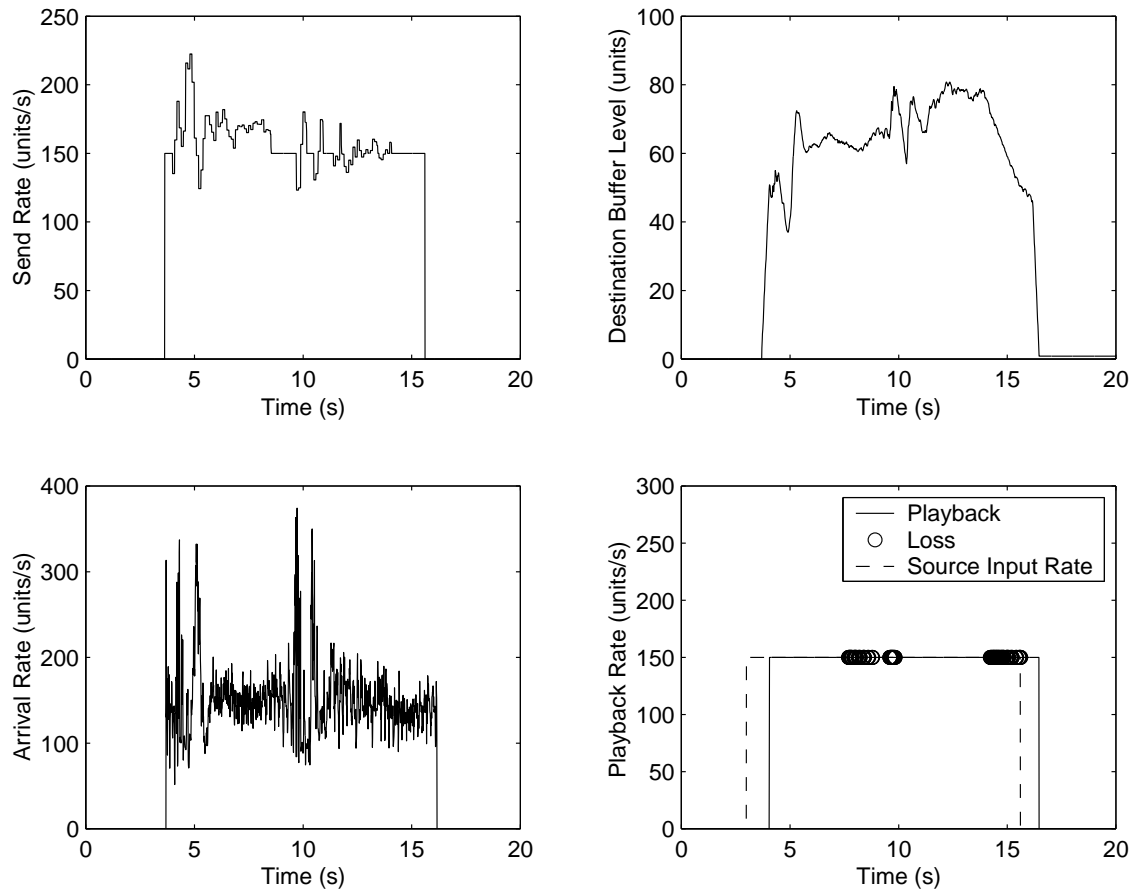 250
200
150
100
50
0
Send Rate (units/s)
0 5 10 15 20
Time (s)
100
80
60
40
20
0
Destination Buffer Level (units)
0 5 10 15 20
Time (s)
400
300
200
100
0
Arrival Rate (units/s)
0 5 10 15 20
Time (s)
300
250
200
150
100
50
0
Playback Rate (units/s)
Playback
Loss
Source Input Rate
0 5 10 15 20
Time (s)